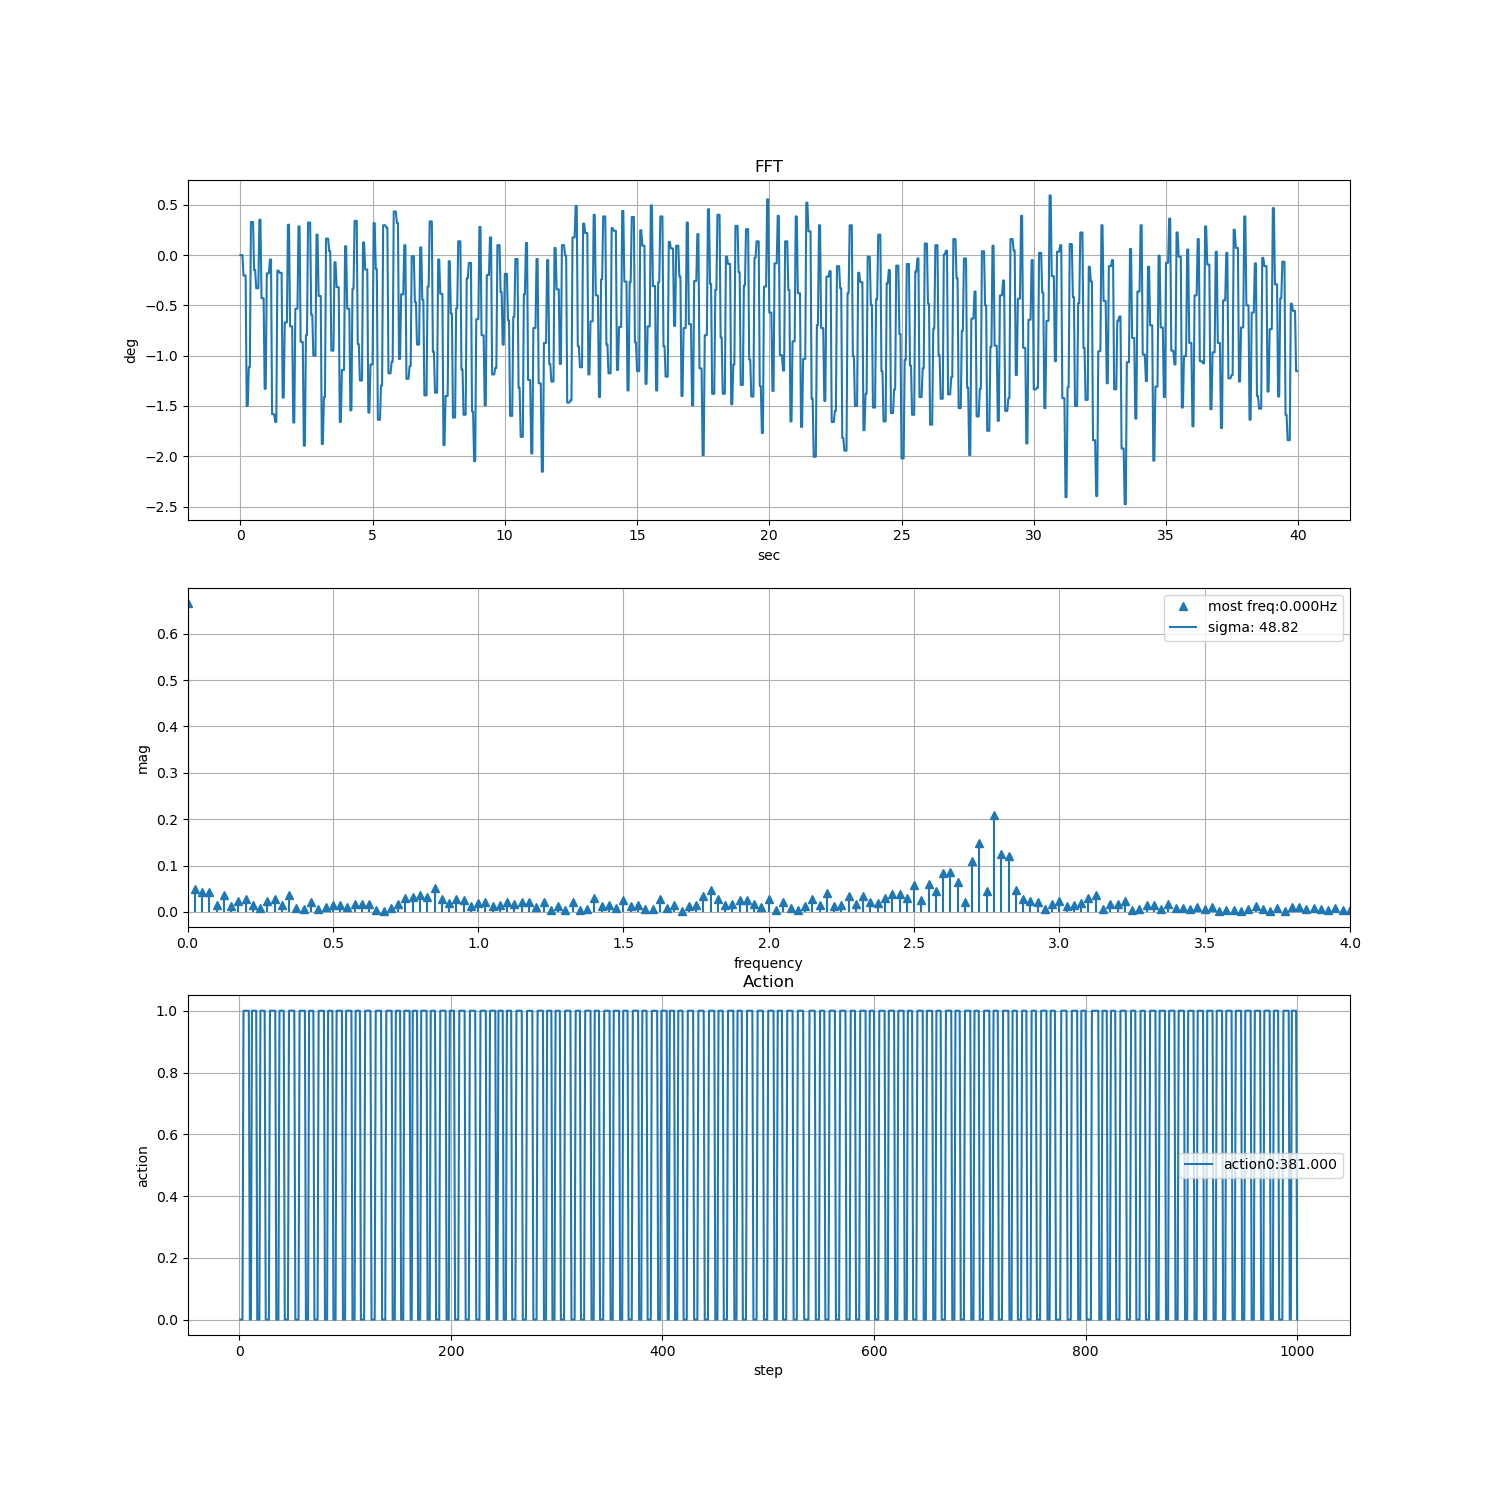 FFT
0.5
0.0
−0.5
−1.0
−1.5
−2.0
−2.5
deg
0 5 10 15 20 25 30 35 40
sec
most freq:0.000Hz
sigma: 48.82
0.6
0.5
0.4
0.3
0.2
0.1
0.0
mag
0.0 0.5 1.0 1.5 2.0 2.5 3.0 3.5 4.0
frequency
Action
1.0
0.8
0.6
0.4
0.2
0.0
action
action0:381.000
0 200 400 600 800 1000
step